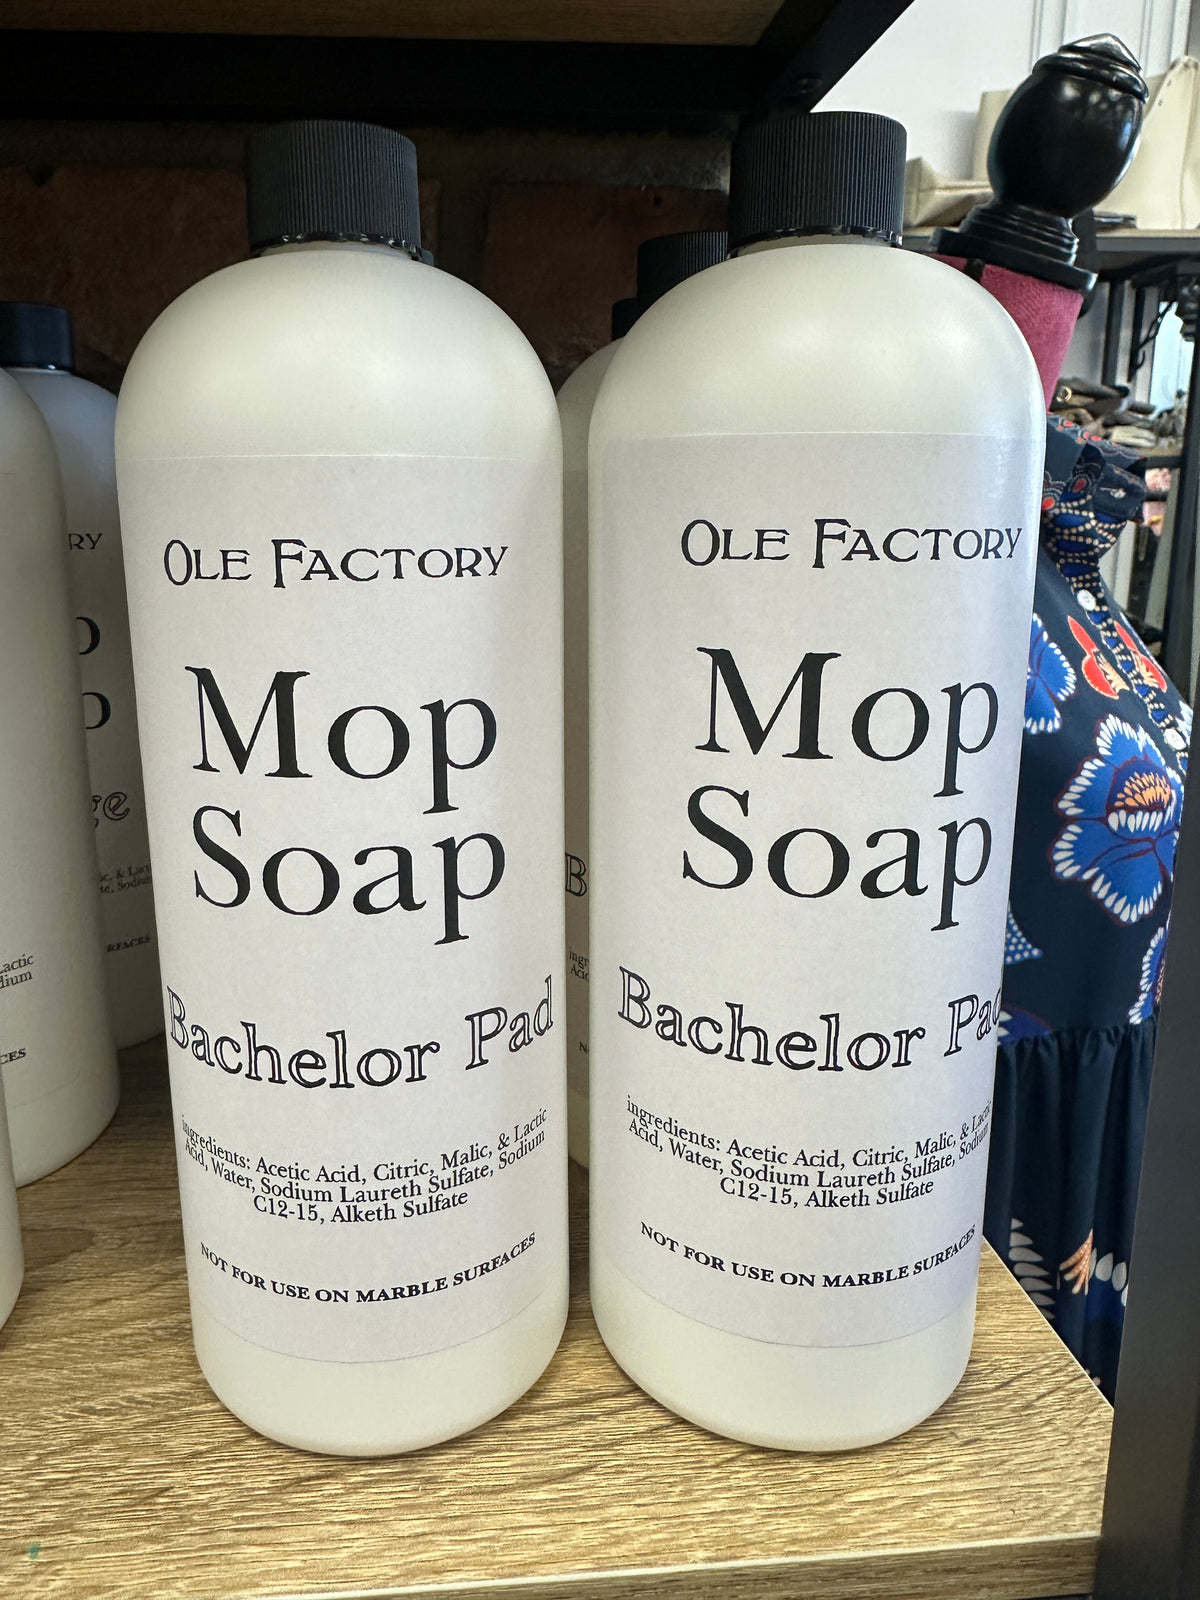 OLE FACTORY
Mop
Soap
Bachelor Pad
ingredients: Acetic Acid, Citric, Malic, & Lactic
Acid, Water, Sodium Laureth Sulfate, Sodium
C12-15, Alketh Sulfate
NOT FOR USE ON MARBLE SURFACES
OLE FACTORY
Mop
Soap
Bachelor Pad
ingredients: Acetic Acid, Citric, Malic, & Lactic
Acid, Water, Sodium Laureth Sulfate, Sodium
C12-15, Alketh Sulfate
NOT FOR USE ON MARBLE SURFACES
Lactic